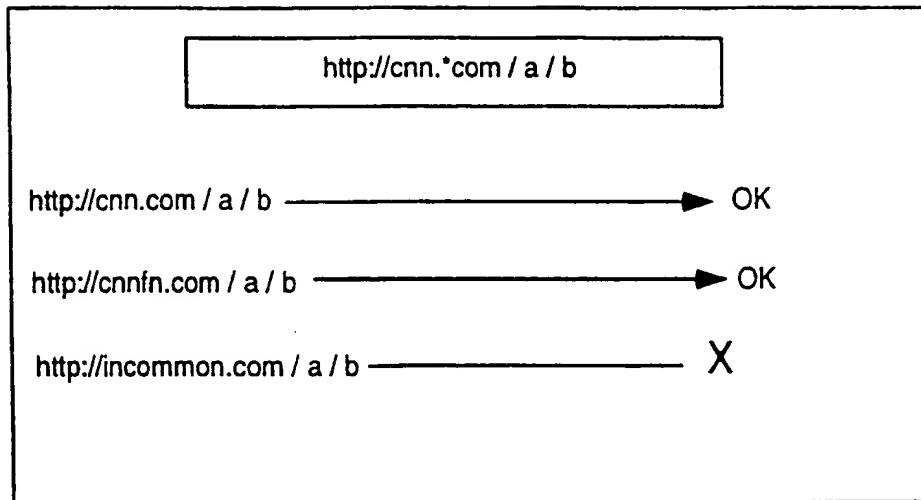 http://cnn.*com / a / b
http://cnn.com / a / b OK
http://cnnfn.com / a / b OK
http://incommon.com / a / b X